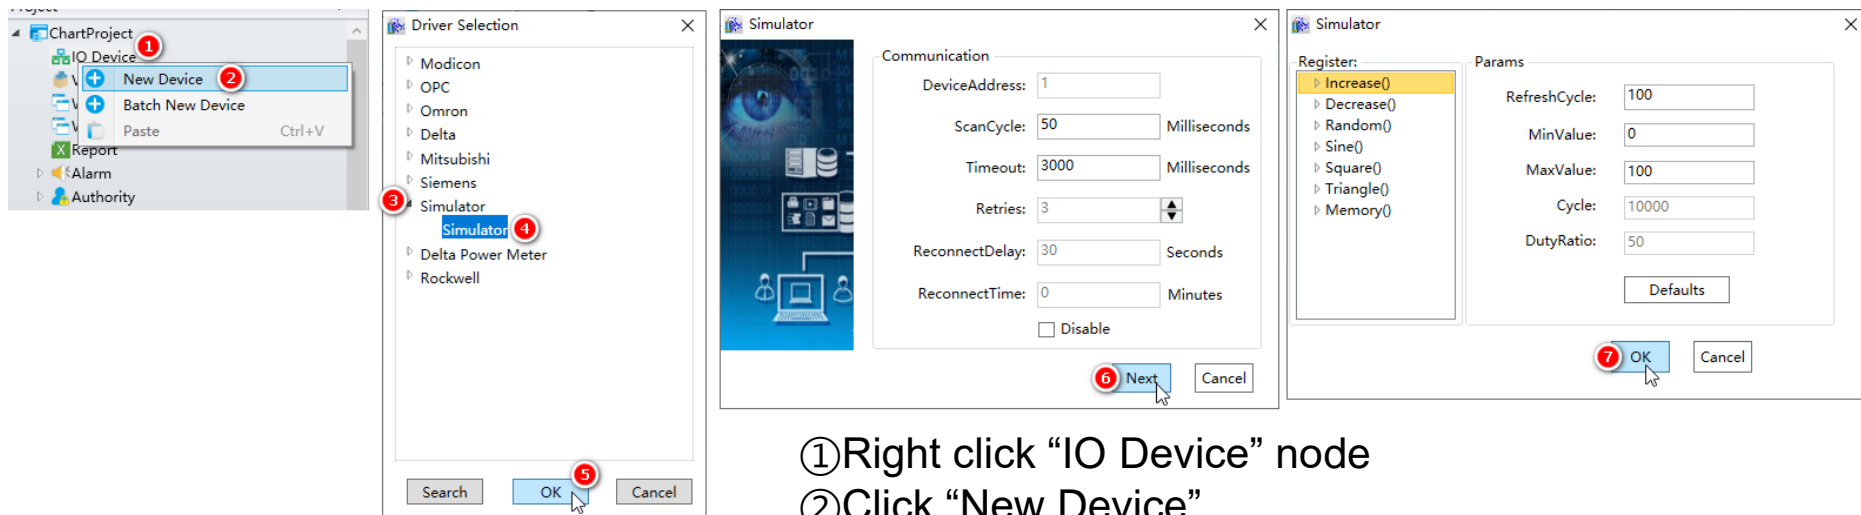 Project
ChartProject
1
IO Device
New Device
2
Batch New Device
Paste Ctrl+V
Report
Alarm
Authority
Driver Selection
Modicon
OPC
Omron
Delta
Mitsubishi
Siemens
3
Simulator
Simulator
4
Delta Power Meter
Rockwell
5
Search
OK
Cancel
Simulator
Communication
DeviceAddress: 1
ScanCycle: 50 Milliseconds
Timeout: 3000 Milliseconds
Retries: 3
ReconnectDelay: 30 Seconds
ReconnectTime: 0 Minutes
Disable
6
Next
Cancel
Simulator
Register:
Increase()
Decrease()
Random()
Sine()
Square()
Triangle()
Memory()
Params
RefreshCycle: 100
MinValue: 0
MaxValue: 100
Cycle: 10000
DutyRatio: 50
Defaults
7
OK
Cancel
①Right click “IO Device” node
②Click “New Device”